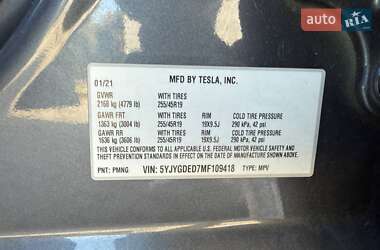 auto RIA
MFD BY TESLA, INC.
01/21
GVWR WITH TIRES
2168 kg (4779 lb) 255/45R19
GAWR FRT WITH TIRES RIM COLD TIRE PRESSURE
1363 kg (3004 lb) 255/45R19 19X9.5J 290 kPa, 42 psi
GAWR RR WITH TIRES RIM COLD TIRE PRESSURE
1636 kg (3606 lb) 255/45R19 19X9.5J 290 kPa, 42 psi
THIS VEHICLE CONFORMS TO ALL APPLICABLE U.S. FEDERAL MOTOR
VEHICLE SAFETY, BUMPER, AND THEFT PREVENTION STANDARDS IN
EFFECT ON THE DATE OF MANUFACTURE SHOWN ABOVE.
PNT: PMNG VIN: 5YJYGDED7MF109418 TYPE: MPV